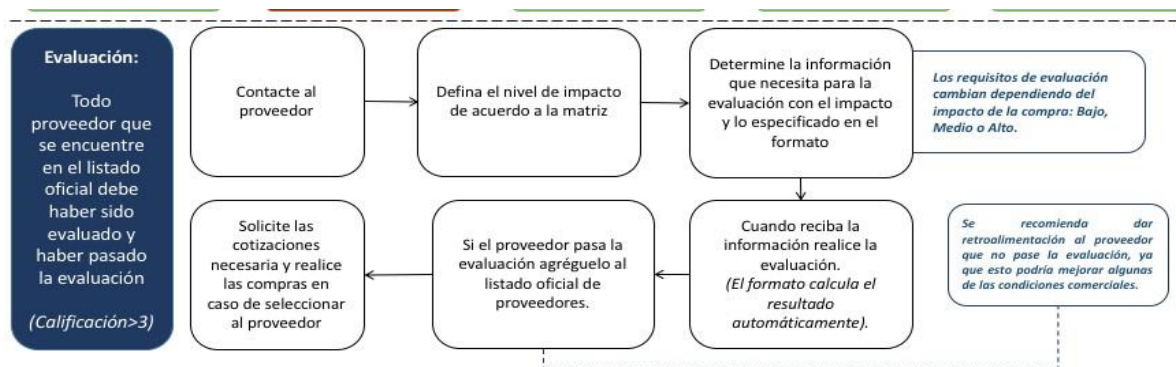 Evaluación:
Todo
proveedor que
se encuentre
en el listado
oficial debe
haber sido
evaluado y
haber pasado
la evaluación
(Calificación>3)
Contacte al
proveedor
Defina el nivel de impacto
de acuerdo a la matriz
Determine la información
que necesita para la
evaluación con el impacto
y lo especificado en el
formato
Los requisitos de evaluación
cambian dependiendo del
impacto de la compra: Bajo,
Medio o Alto.
Cuando reciba la
información realice la
evaluación.
(El formato calcula el
resultado
automáticamente).
Si el proveedor pasa la
evaluación agréguelo al
listado oficial de
proveedores.
Solicite las
cotizaciones
necesaria y realice
las compras en
caso de seleccionar
al proveedor
Se recomienda dar
retroalimentación al proveedor
que no pase la evaluación, ya
que esto podría mejorar algunas
de las condiciones comerciales.